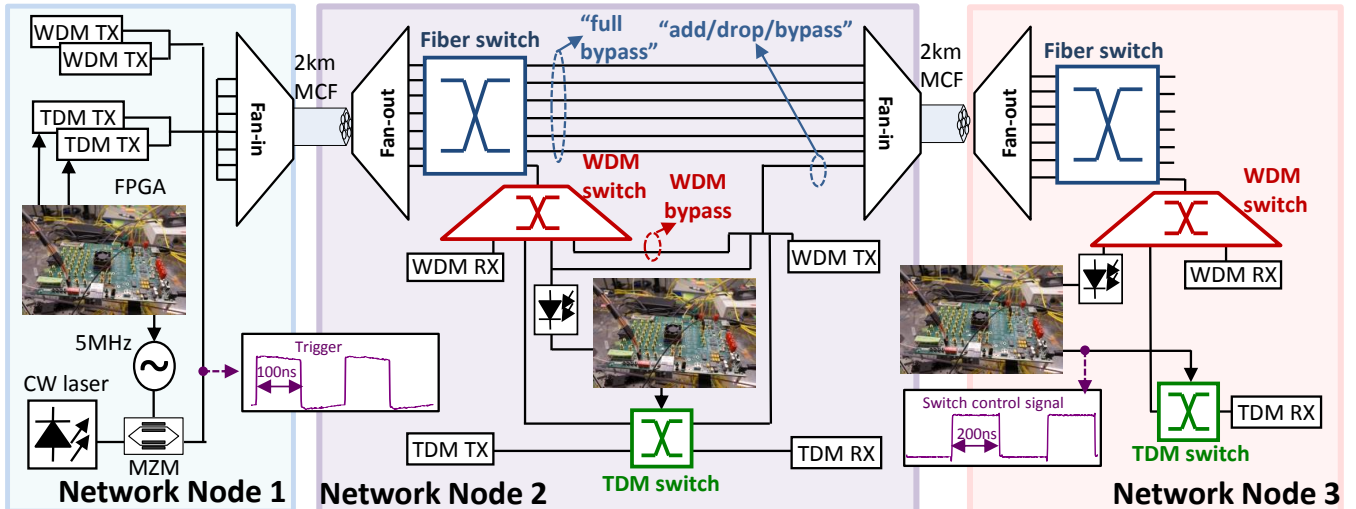 WDM TX
WDM TX
TDM TX
TDM TX
FPGA
5MHz
CW laser
MZM
Trigger
100ns
Fan-in
Network Node 1
2km
MCF
Fan-out
Fiber switch
"full
bypass"
"add/drop/bypass"
WDM
switch
WDM
bypass
WDM RX
WDM TX
TDM TX
TDM RX
TDM switch
Fan-in
Network Node 2
2km
MCF
Fan-out
Fiber switch
WDM
switch
WDM RX
Switch control signal
200ns
TDM RX
TDM switch
Network Node 3